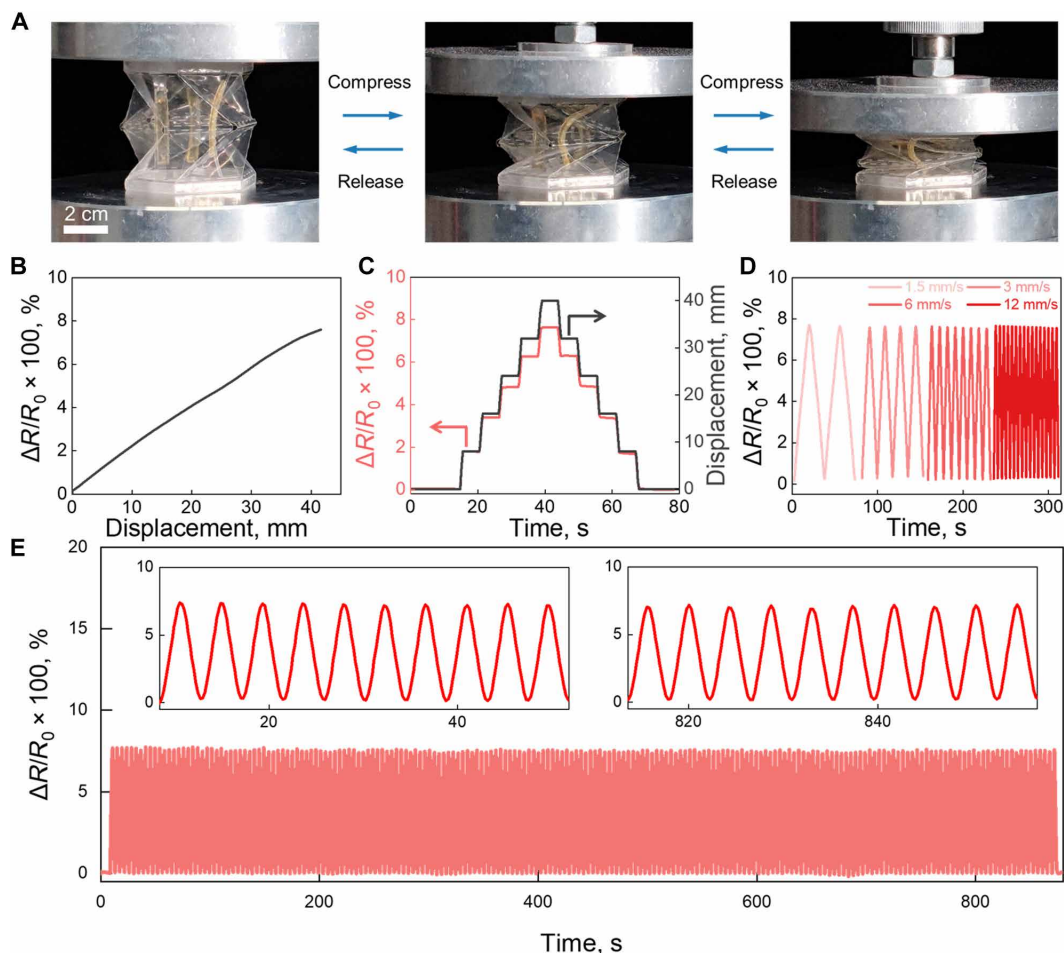 A
Compress
Release
Compress
Release
2 cm
B
ΔR/R0 × 100, %
10
8
6
4
2
0
0 10 20 30 40
Displacement, mm
C
ΔR/R0 × 100, %
10
8
6
4
2
0
40
30
20
10
0
Displacement, mm
0 20 40 60 80
Time, s
D
ΔR/R0 × 100, %
10
8
6
4
2
0
1.5 mm/s 3 mm/s
6 mm/s 12 mm/s
0 100 200 300
Time, s
E
ΔR/R0 × 100, %
20
15
10
5
0
10
5
0
20 40
10
5
0
820 840
0 200 400 600 800
Time, s